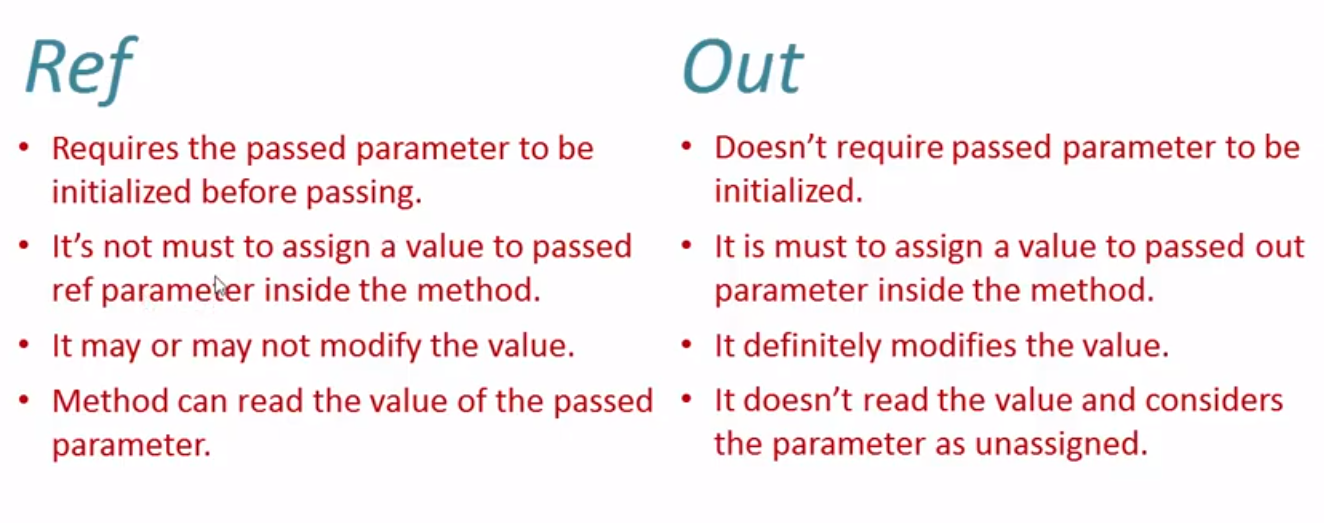 Ref
• Requires the passed parameter to be
initialized before passing.
• It's not must to assign a value to passed
ref parameter inside the method.
• It may or may not modify the value.
• Method can read the value of the passed
parameter.
Out
• Doesn't require passed parameter to be
initialized.
• It is must to assign a value to passed out
parameter inside the method.
• It definitely modifies the value.
• It doesn't read the value and considers
the parameter as unassigned.